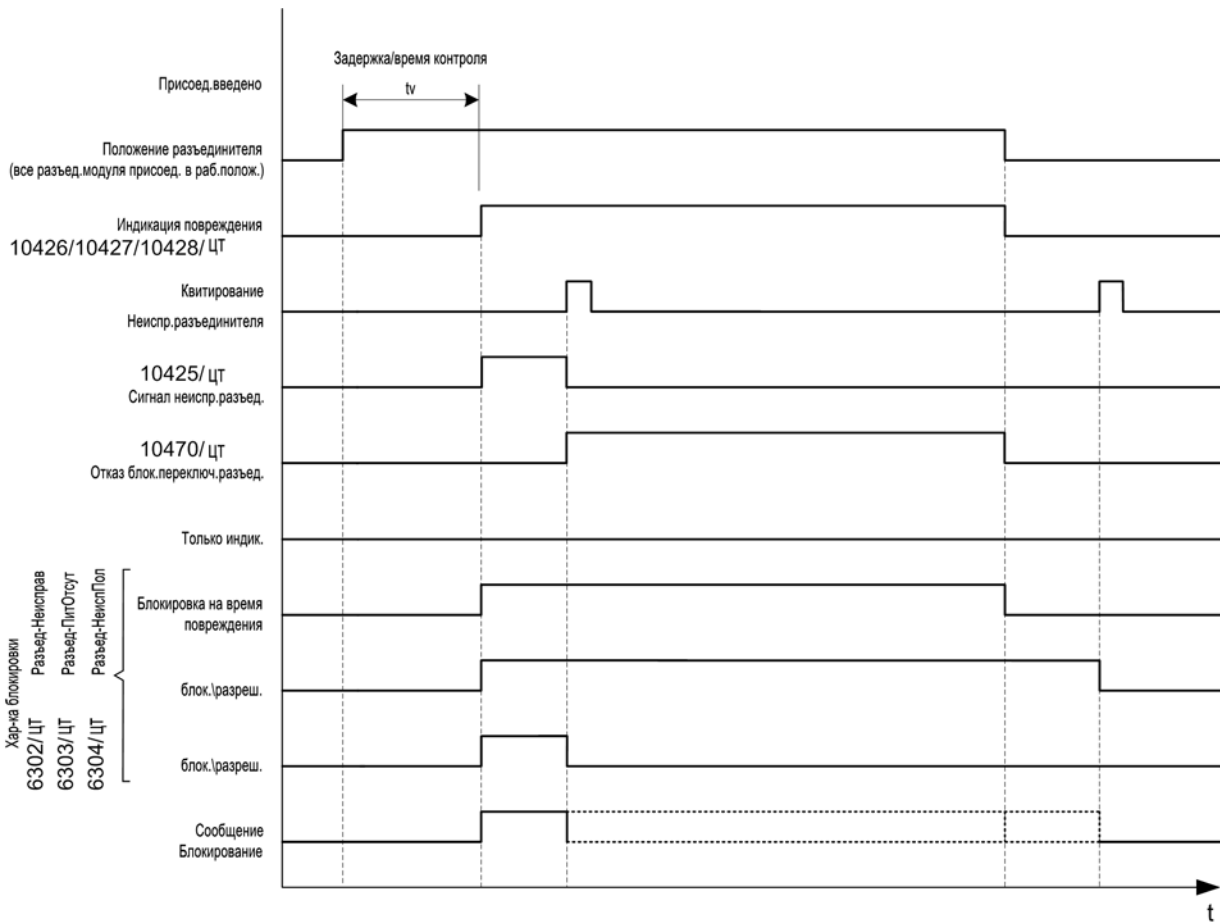 Задержка/время контроля
Присоед.введено
tv
Положение разъединителя
(все разъед.модуля присоед. в раб.полож.)
Индикация повреждения
10426/10427/10428/ ЦТ
Квитирование
Неиспр.разъединителя
10425/ ЦТ
Сигнал неиспр.разъед.
10470/ ЦТ
Отказ блок.переключ.разъед.
Только индик.
Хар-ка блокировки
6302/ЦТ Разъед-Неисправ
6303/ЦТ Разъед-ПитОтсут
6304/ЦТ Разъед-НеиспПол
Блокировка на время
повреждения
блок.\разреш.
блок.\разреш.
Сообщение
Блокирование
t